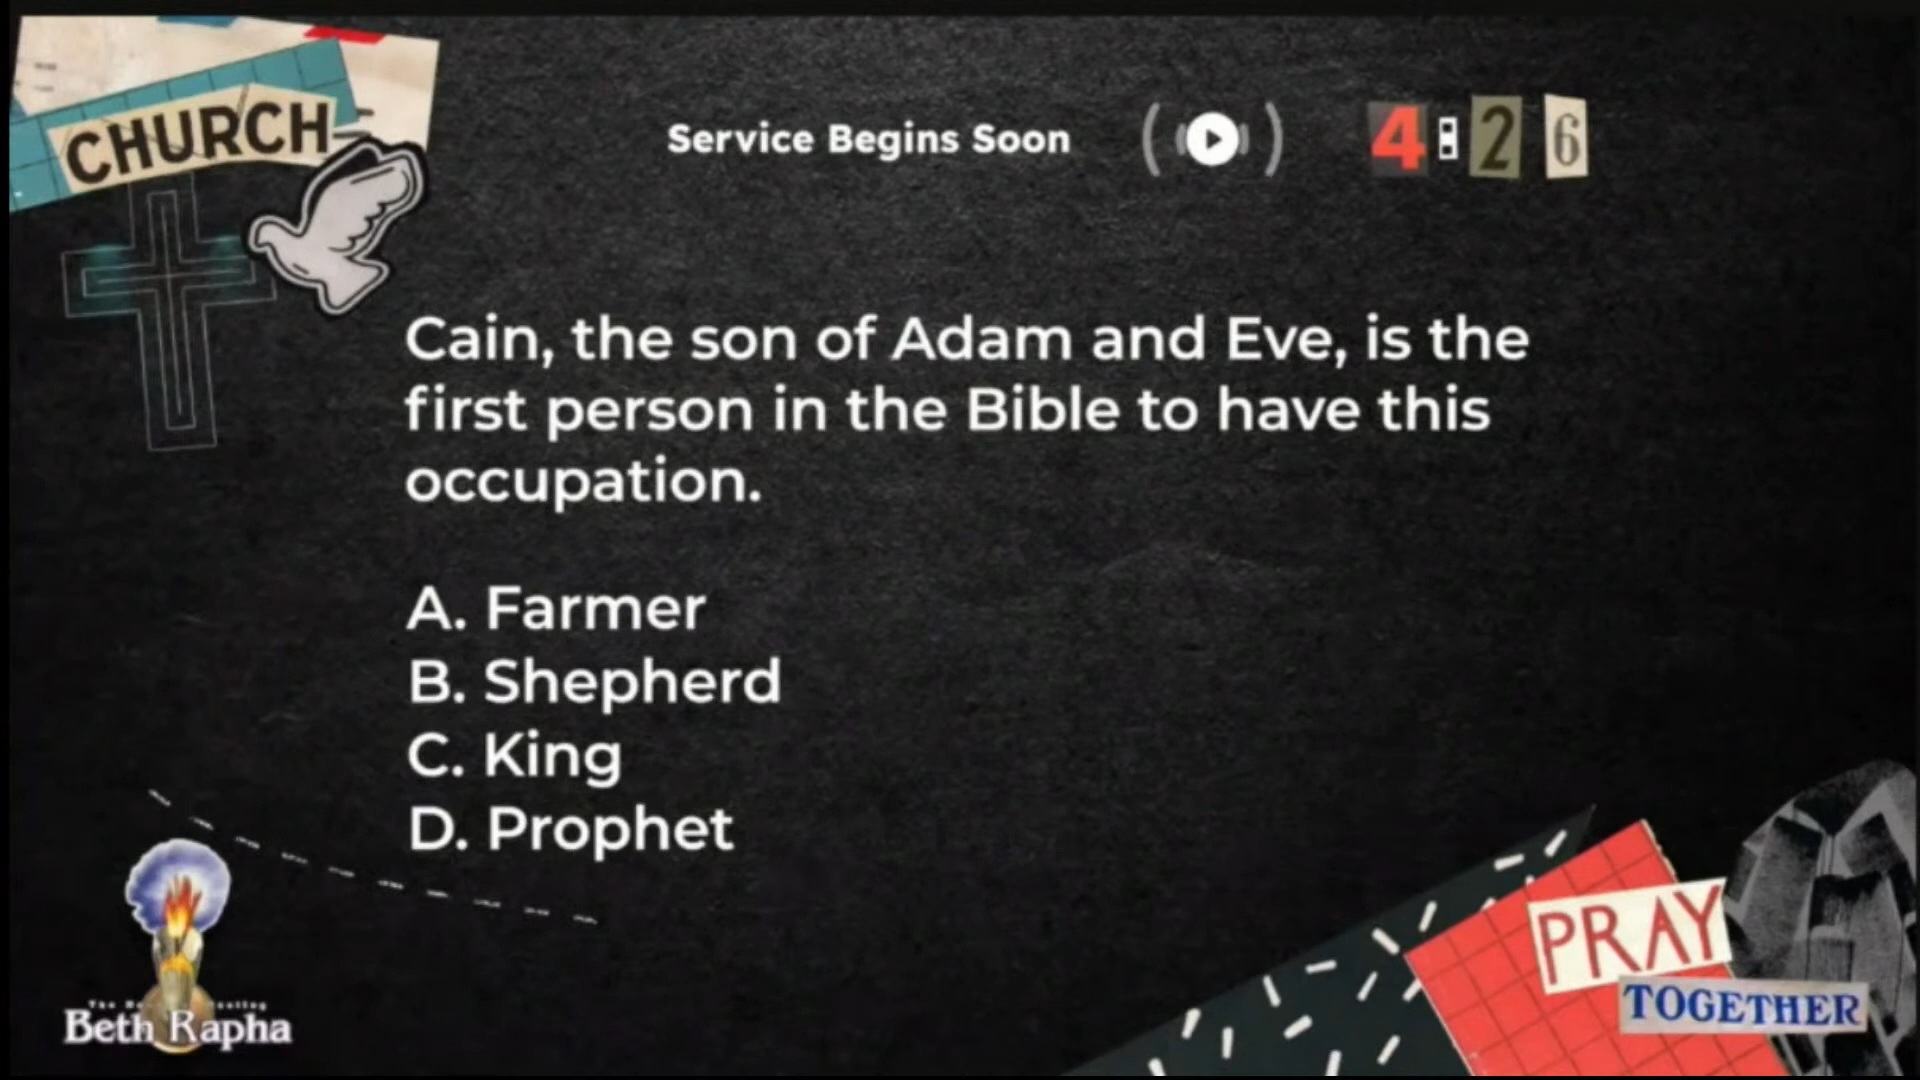 CHURCH
Service Begins Soon
4:26
Cain, the son of Adam and Eve, is the
first person in the Bible to have this
occupation.
A. Farmer
B. Shepherd
C. King
D. Prophet
PRAY
TOGETHER
Beth Rapha